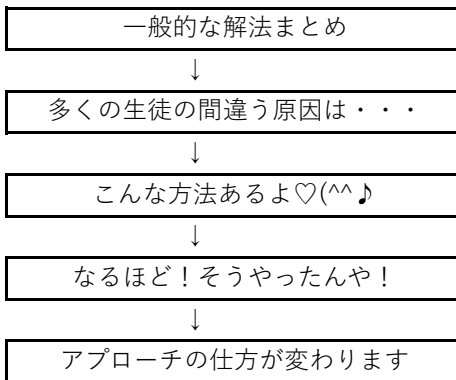 一般的な解法まとめ
↓
多くの生徒の間違う原因は・・・
↓
こんな方法あるよ♡(^^♪
↓
なるほど！そうやったんや！
↓
アプローチの仕方が変わります